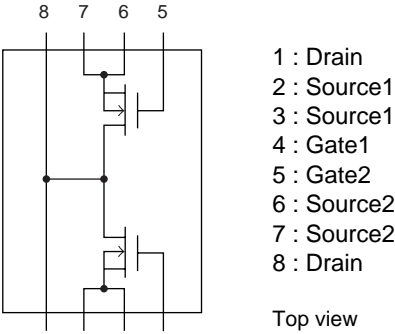 8 7 6 5
1 : Drain
2 : Source1
3 : Source1
4 : Gate1
5 : Gate2
6 : Source2
7 : Source2
8 : Drain
Top view